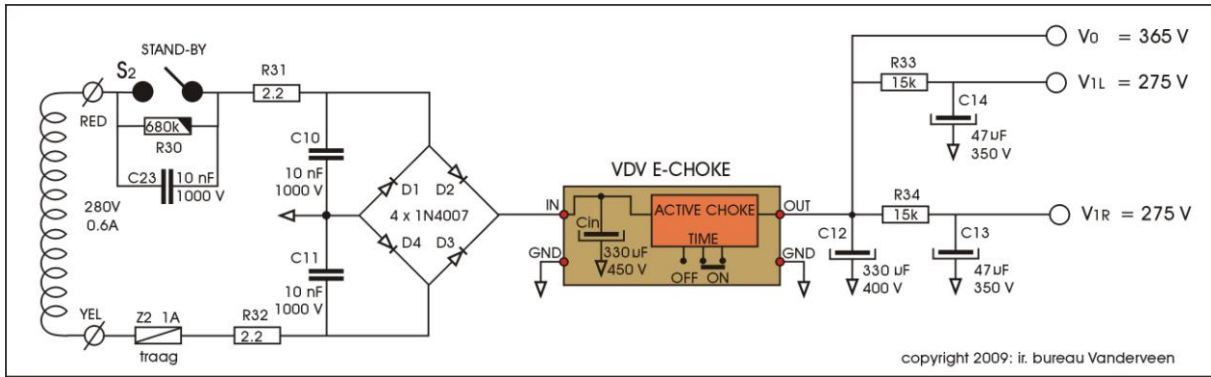 STAND-BY
S2
RED
680k
R30
C23
10 nF
1000 V
280V
0.6A
YEL
Z2 1A
traag
R31
2.2
R32
2.2
C10
10 nF
1000 V
C11
10 nF
1000 V
D1
D2
4 x 1N4007
D4
D3
VDV E-CHOKE
IN
OUT
Cin
330 uF
450 V
ACTIVE CHOKE
TIME
OFF ON
GND
GND
C12
330 uF
400 V
R33
15k
C14
47 uF
350 V
R34
15k
C13
47 uF
350 V
V0 = 365 V
V1L = 275 V
V1R = 275 V
copyright 2009: ir. bureau Vanderveen